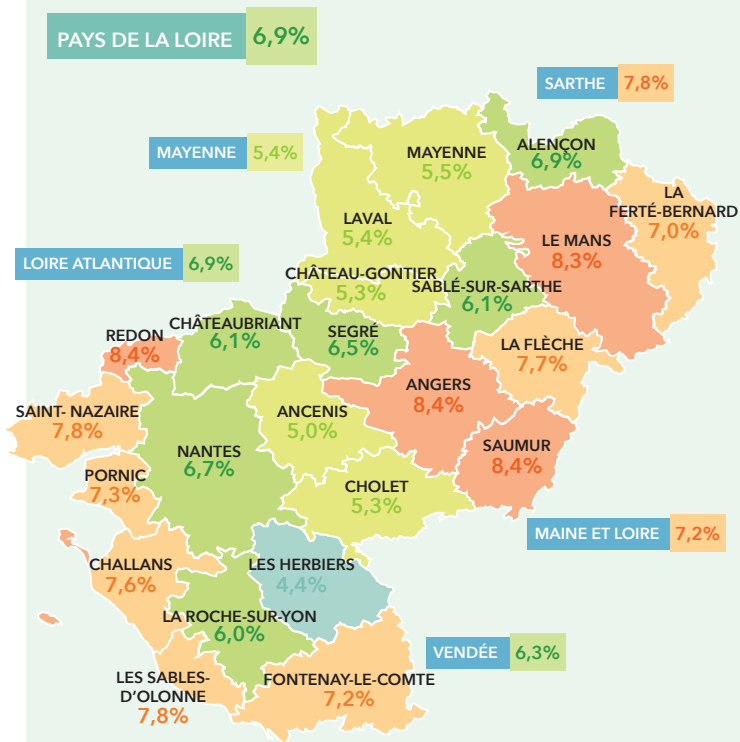 PAYS DE LA LOIRE 6,9%
SARTHE 7,8%
MAYENNE 5,4%
MAYENNE
5,5%
ALENÇON
6,9%
LA
FERTÉ-BERNARD
7,0%
LAVAL
5,4%
LE MANS
8,3%
LOIRE ATLANTIQUE 6,9%
CHÂTEAU-GONTIER
5,3%
SABLÉ-SUR-SARTHE
6,1%
REDON
8,4%
CHÂTEAUBRIANT
6,1%
SEGRÉ
6,5%
LA FLÈCHE
7,7%
ANGERS
8,4%
SAINT- NAZAIRE
7,8%
ANCENIS
5,0%
NANTES
6,7%
SAUMUR
8,4%
PORNIC
7,3%
CHOLET
5,3%
MAINE ET LOIRE 7,2%
CHALLANS
7,6%
LES HERBIERS
4,4%
LA ROCHE-SUR-YON
6,0%
VENDÉE 6,3%
LES SABLES-
D'OLONNE
7,8%
FONTENAY-LE-COMTE
7,2%